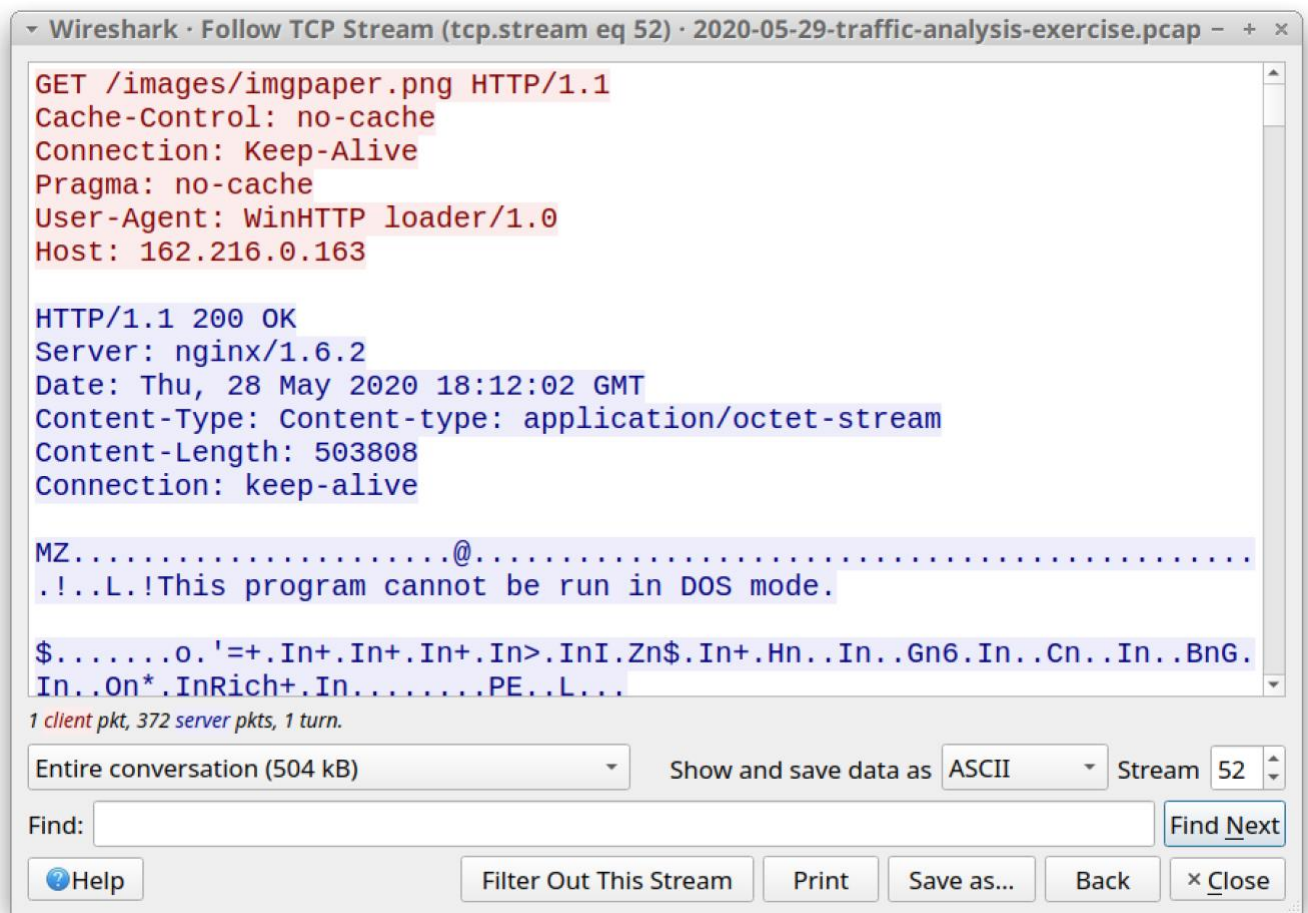 Wireshark · Follow TCP Stream (tcp.stream eq 52) · 2020-05-29-traffic-analysis-exercise.pcap
GET /images/imgpaper.png HTTP/1.1
Cache-Control: no-cache
Connection: Keep-Alive
Pragma: no-cache
User-Agent: WinHTTP loader/1.0
Host: 162.216.0.163
HTTP/1.1 200 OK
Server: nginx/1.6.2
Date: Thu, 28 May 2020 18:12:02 GMT
Content-Type: Content-type: application/octet-stream
Content-Length: 503808
Connection: keep-alive
MZ......................@.............................................
.!..L.!This program cannot be run in DOS mode.
$.......o.'=+.In+.In+.In+.In>.InI.Zn$.In+.Hn..In..Gn6.In..Cn..In..BnG.
In..On*.InRich+.In........PE..L...
1 client pkt, 372 server pkts, 1 turn.
Entire conversation (504 kB) Show and save data as ASCII Stream 52
Find: Find Next
Help Filter Out This Stream Print Save as... Back Close